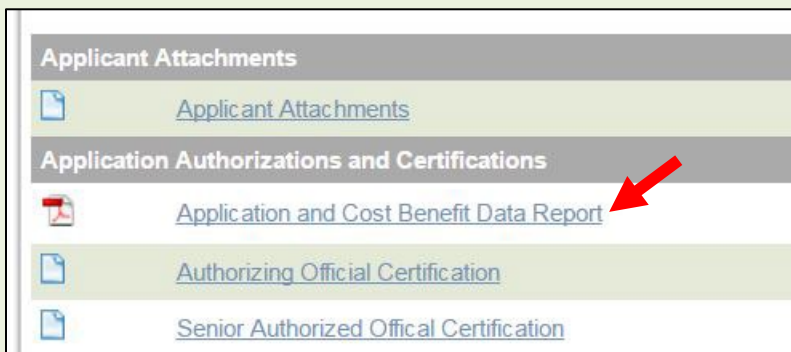 Applicant Attachments
Applicant Attachments
Application Authorizations and Certifications
Application and Cost Benefit Data Report
Authorizing Official Certification
Senior Authorized Offical Certification